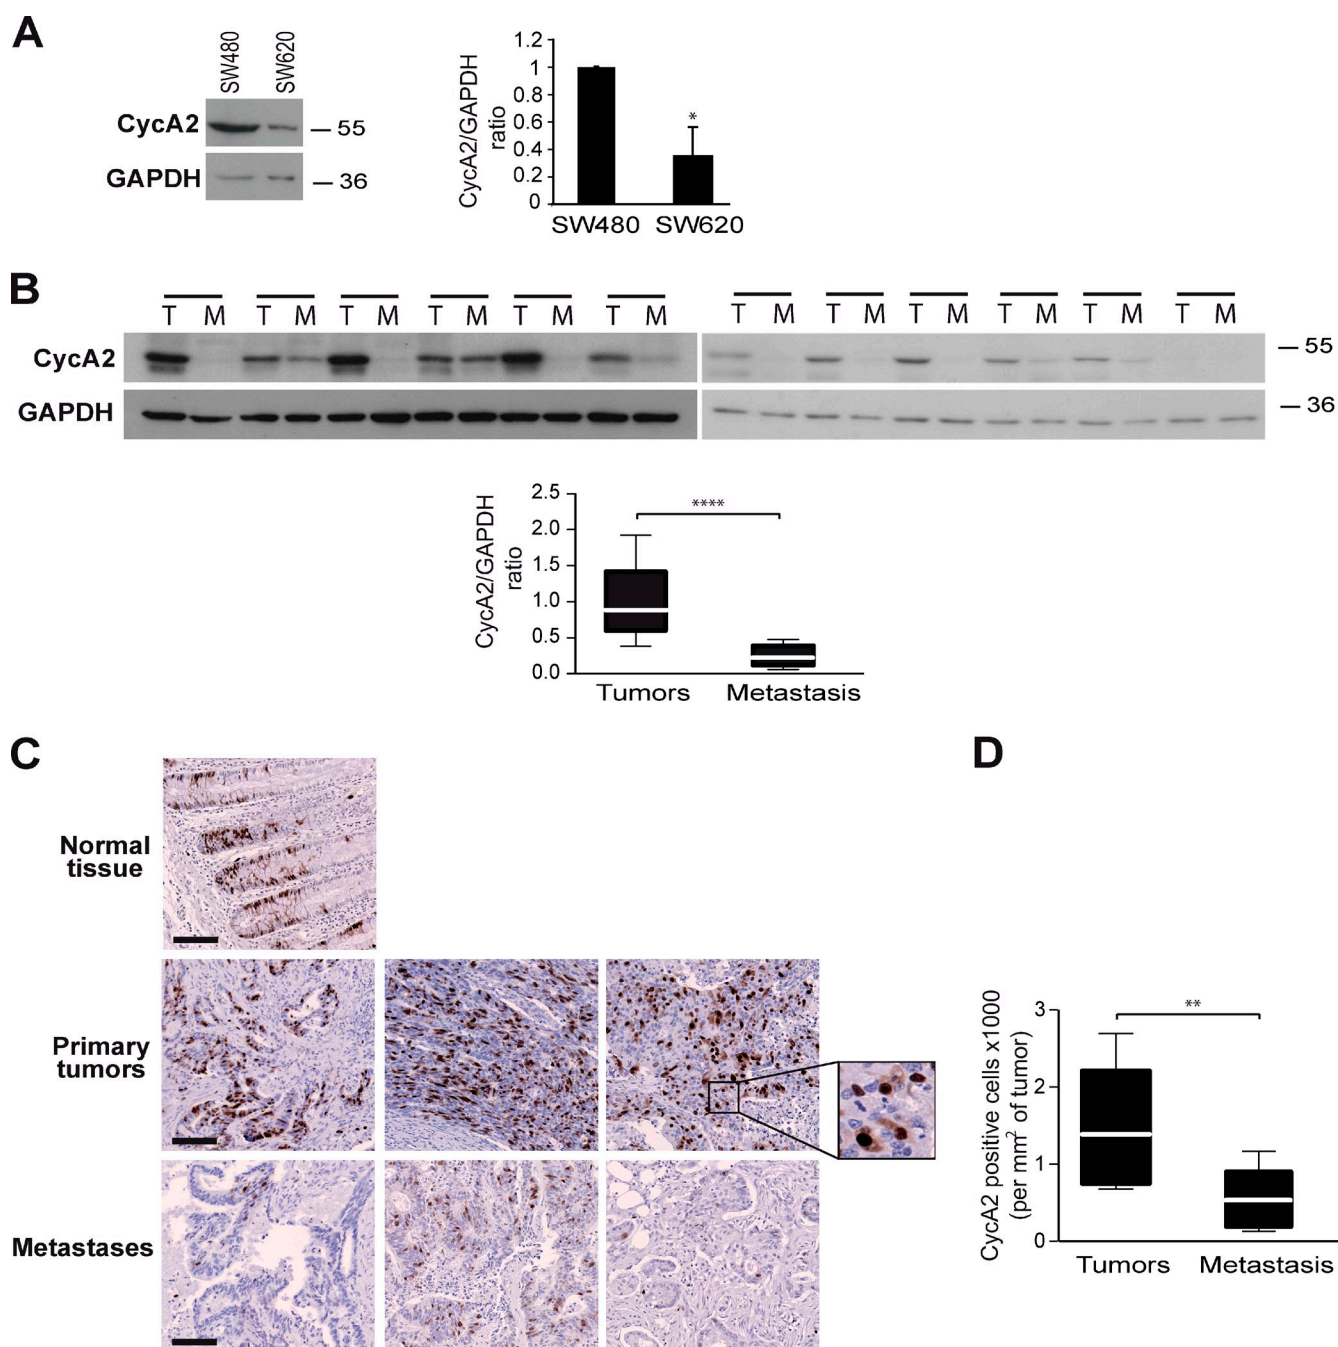 A
SW480
SW620
CycA2
— 55
GAPDH
— 36
CycA2/GAPDH
ratio
1.2
1
0.8
0.6
0.4
0.2
0
*
SW480 SW620
B
T M T M T M T M T M T M T M T M T M T M T M T M
CycA2
— 55
GAPDH
— 36
CycA2/GAPDH
ratio
2.5
2.0
1.5
1.0
0.5
0.0
****
Tumors Metastasis
C
Normal
tissue
Primary
tumors
Metastases
D
CycA2 positive cells x1000
(per mm² of tumor)
3
2
1
0
**
Tumors Metastasis